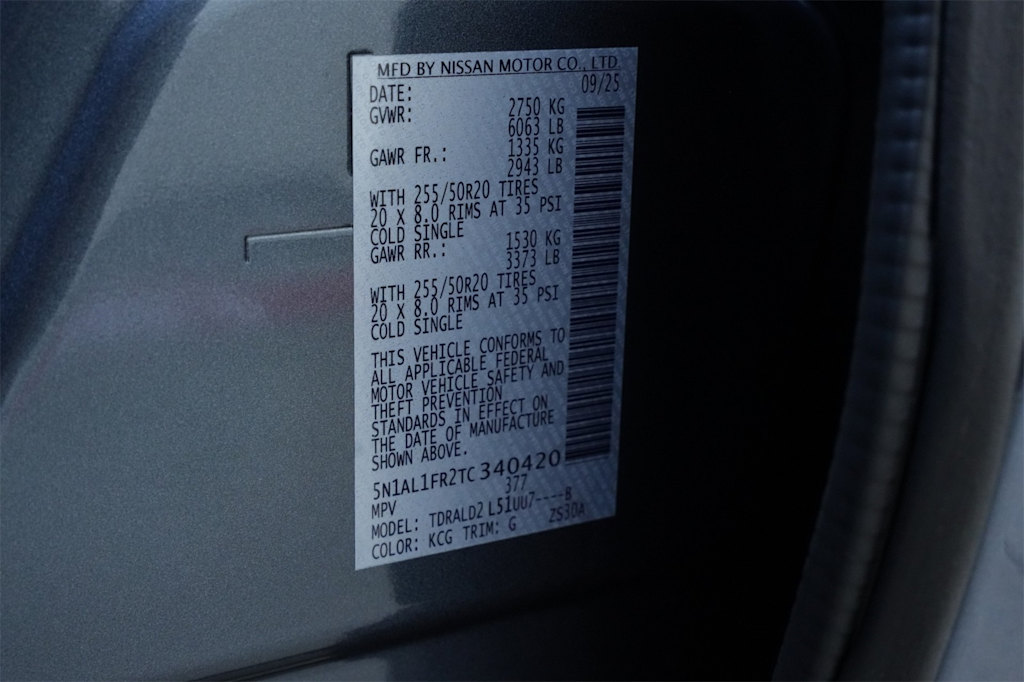 MFD BY NISSAN MOTOR CO., LTD.
DATE: 09/25
GVWR: 2750 KG
6063 LB
GAWR FR.: 1335 KG
2943 LB
WITH 255/50R20 TIRES
20 X 8.0 RIMS AT 35 PSI
COLD SINGLE
GAWR RR.: 1530 KG
3373 LB
WITH 255/50R20 TIRES
20 X 8.0 RIMS AT 35 PSI
COLD SINGLE
THIS VEHICLE CONFORMS TO
ALL APPLICABLE FEDERAL
MOTOR VEHICLE SAFETY AND
THEFT PREVENTION
STANDARDS IN EFFECT ON
THE DATE OF MANUFACTURE
SHOWN ABOVE.
5N1AL1FR2TC340420
MPV 377
MODEL: TDRALD2 L51UU7----B
COLOR: KCG TRIM: G ZS30A